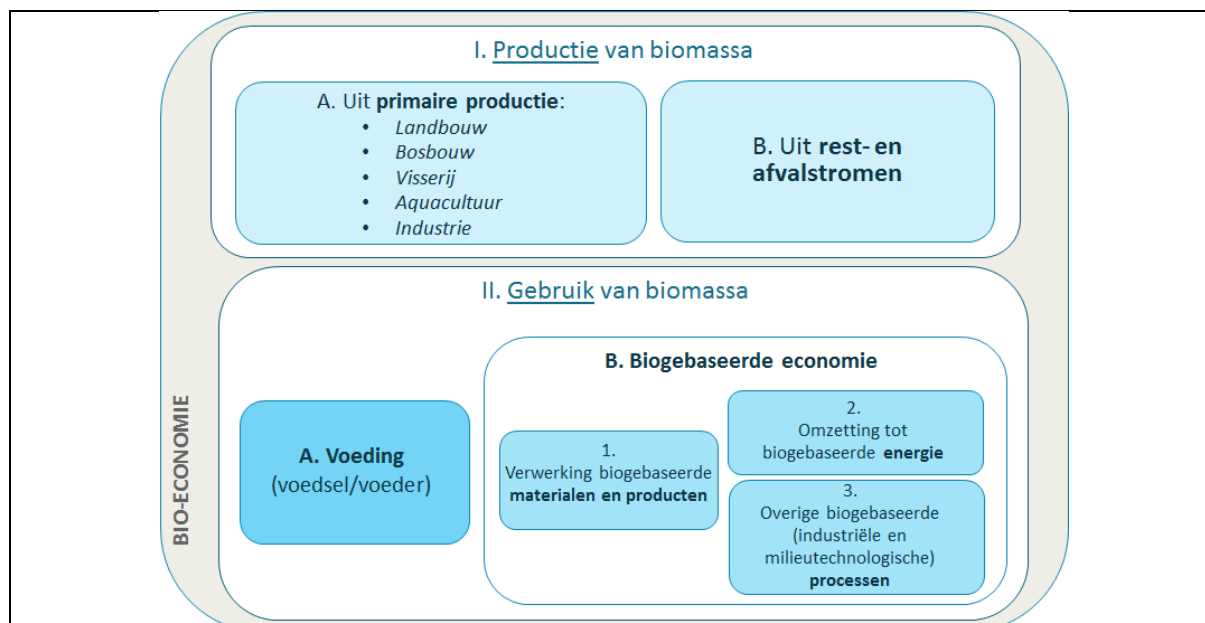 I. Productie van biomassa
A. Uit primaire productie:
• Landbouw
• Bosbouw
• Visserij
• Aquacultuur
• Industrie
B. Uit rest- en
afvalstromen
II. Gebruik van biomassa
B. Biogebaseerde economie
A. Voeding
(voedsel/voeder)
1.
Verwerking biogebaseerde
materialen en producten
2.
Omzetting tot
biogebaseerde energie
3.
Overige biogebaseerde
(industriële en
milieutechnologische)
processen
BIO-ECONOMIE